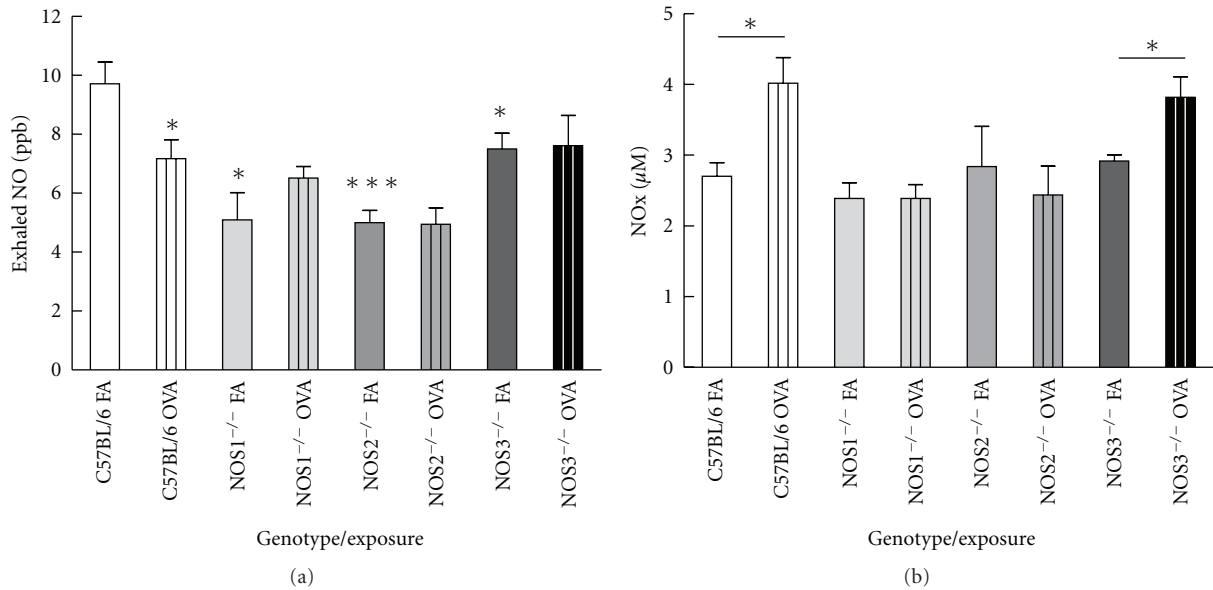 12
10
8
6
4
2
0
Exhaled NO (ppb)
*
*
* * *
*
C57BL/6 FA
C57BL/6 OVA
NOS1−/− FA
NOS1−/− OVA
NOS2−/− FA
NOS2−/− OVA
NOS3−/− FA
NOS3−/− OVA
Genotype/exposure
(a)
5
4
3
2
1
0
NOx (µM)
*
*
C57BL/6 FA
C57BL/6 OVA
NOS1−/− FA
NOS1−/− OVA
NOS2−/− FA
NOS2−/− OVA
NOS3−/− FA
NOS3−/− OVA
Genotype/exposure
(b)